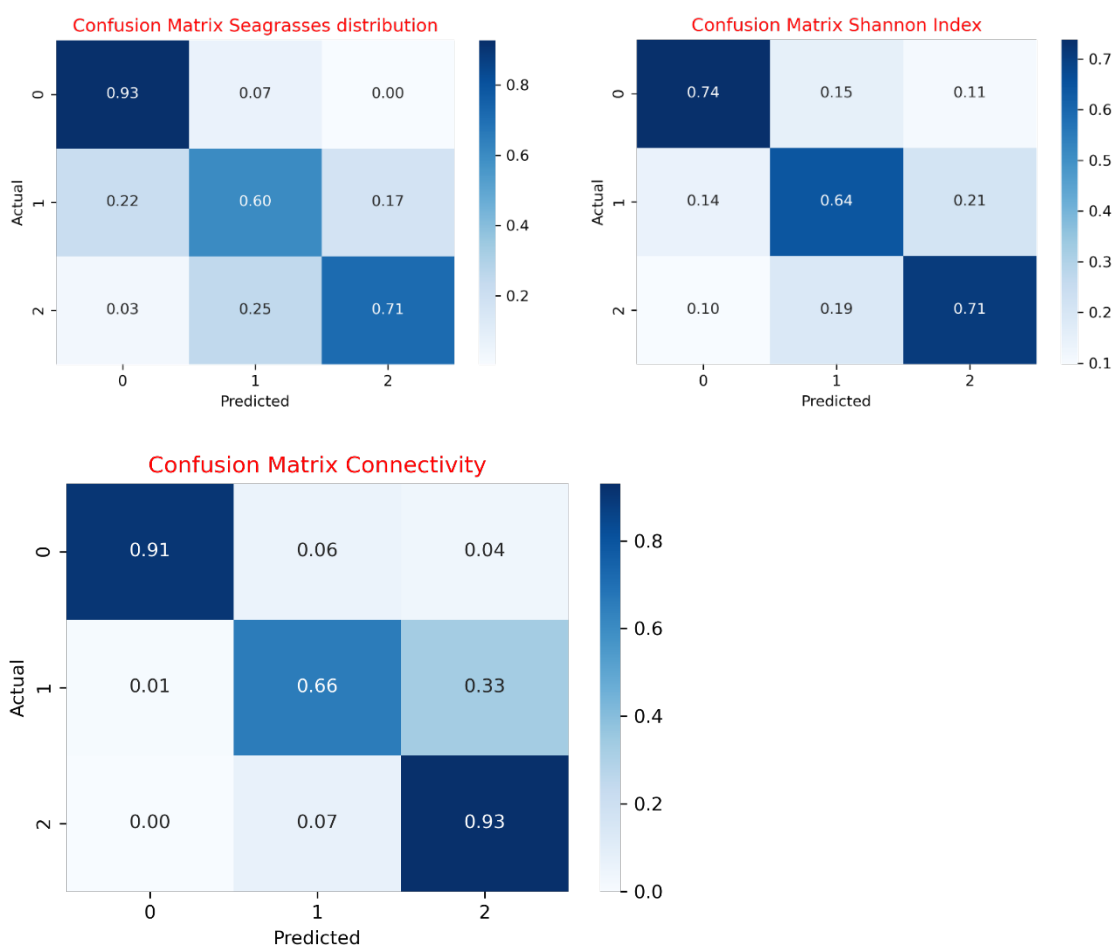 Confusion Matrix Seagrasses distribution
0 0.93 0.07 0.00
1 0.22 0.60 0.17
2 0.03 0.25 0.71
0 1 2
Actual
Predicted
0.8
0.6
0.4
0.2
Confusion Matrix Shannon Index
0 0.74 0.15 0.11
1 0.14 0.64 0.21
2 0.10 0.19 0.71
0 1 2
Actual
Predicted
0.7
0.6
0.5
0.4
0.3
0.2
0.1
Confusion Matrix Connectivity
0 0.91 0.06 0.04
1 0.01 0.66 0.33
2 0.00 0.07 0.93
0 1 2
Actual
Predicted
0.8
0.6
0.4
0.2
0.0